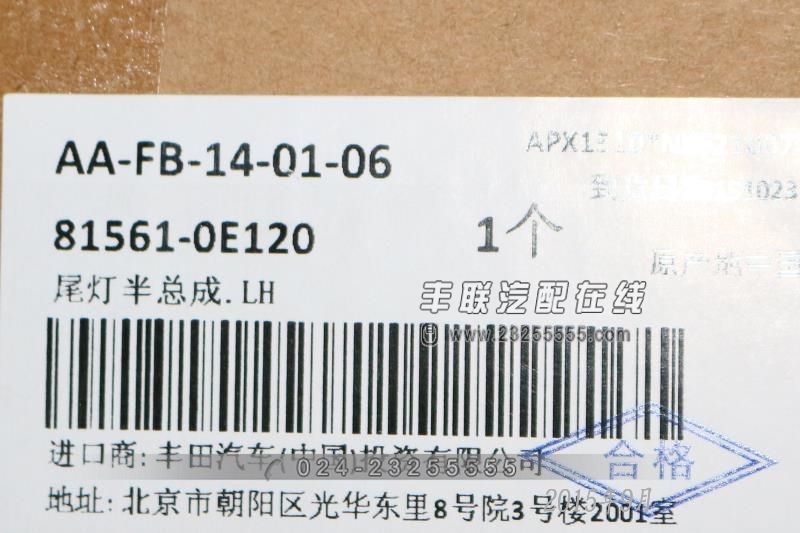 AA-FB-14-01-06
81561-0E120
1个
尾灯半总成.LH
丰联汽配在线
www.23255555.com
进口商: 丰田汽车(中国)投资有限公司
024-23255555
合格
地址: 北京市朝阳区光华东里8号院3号楼2001室